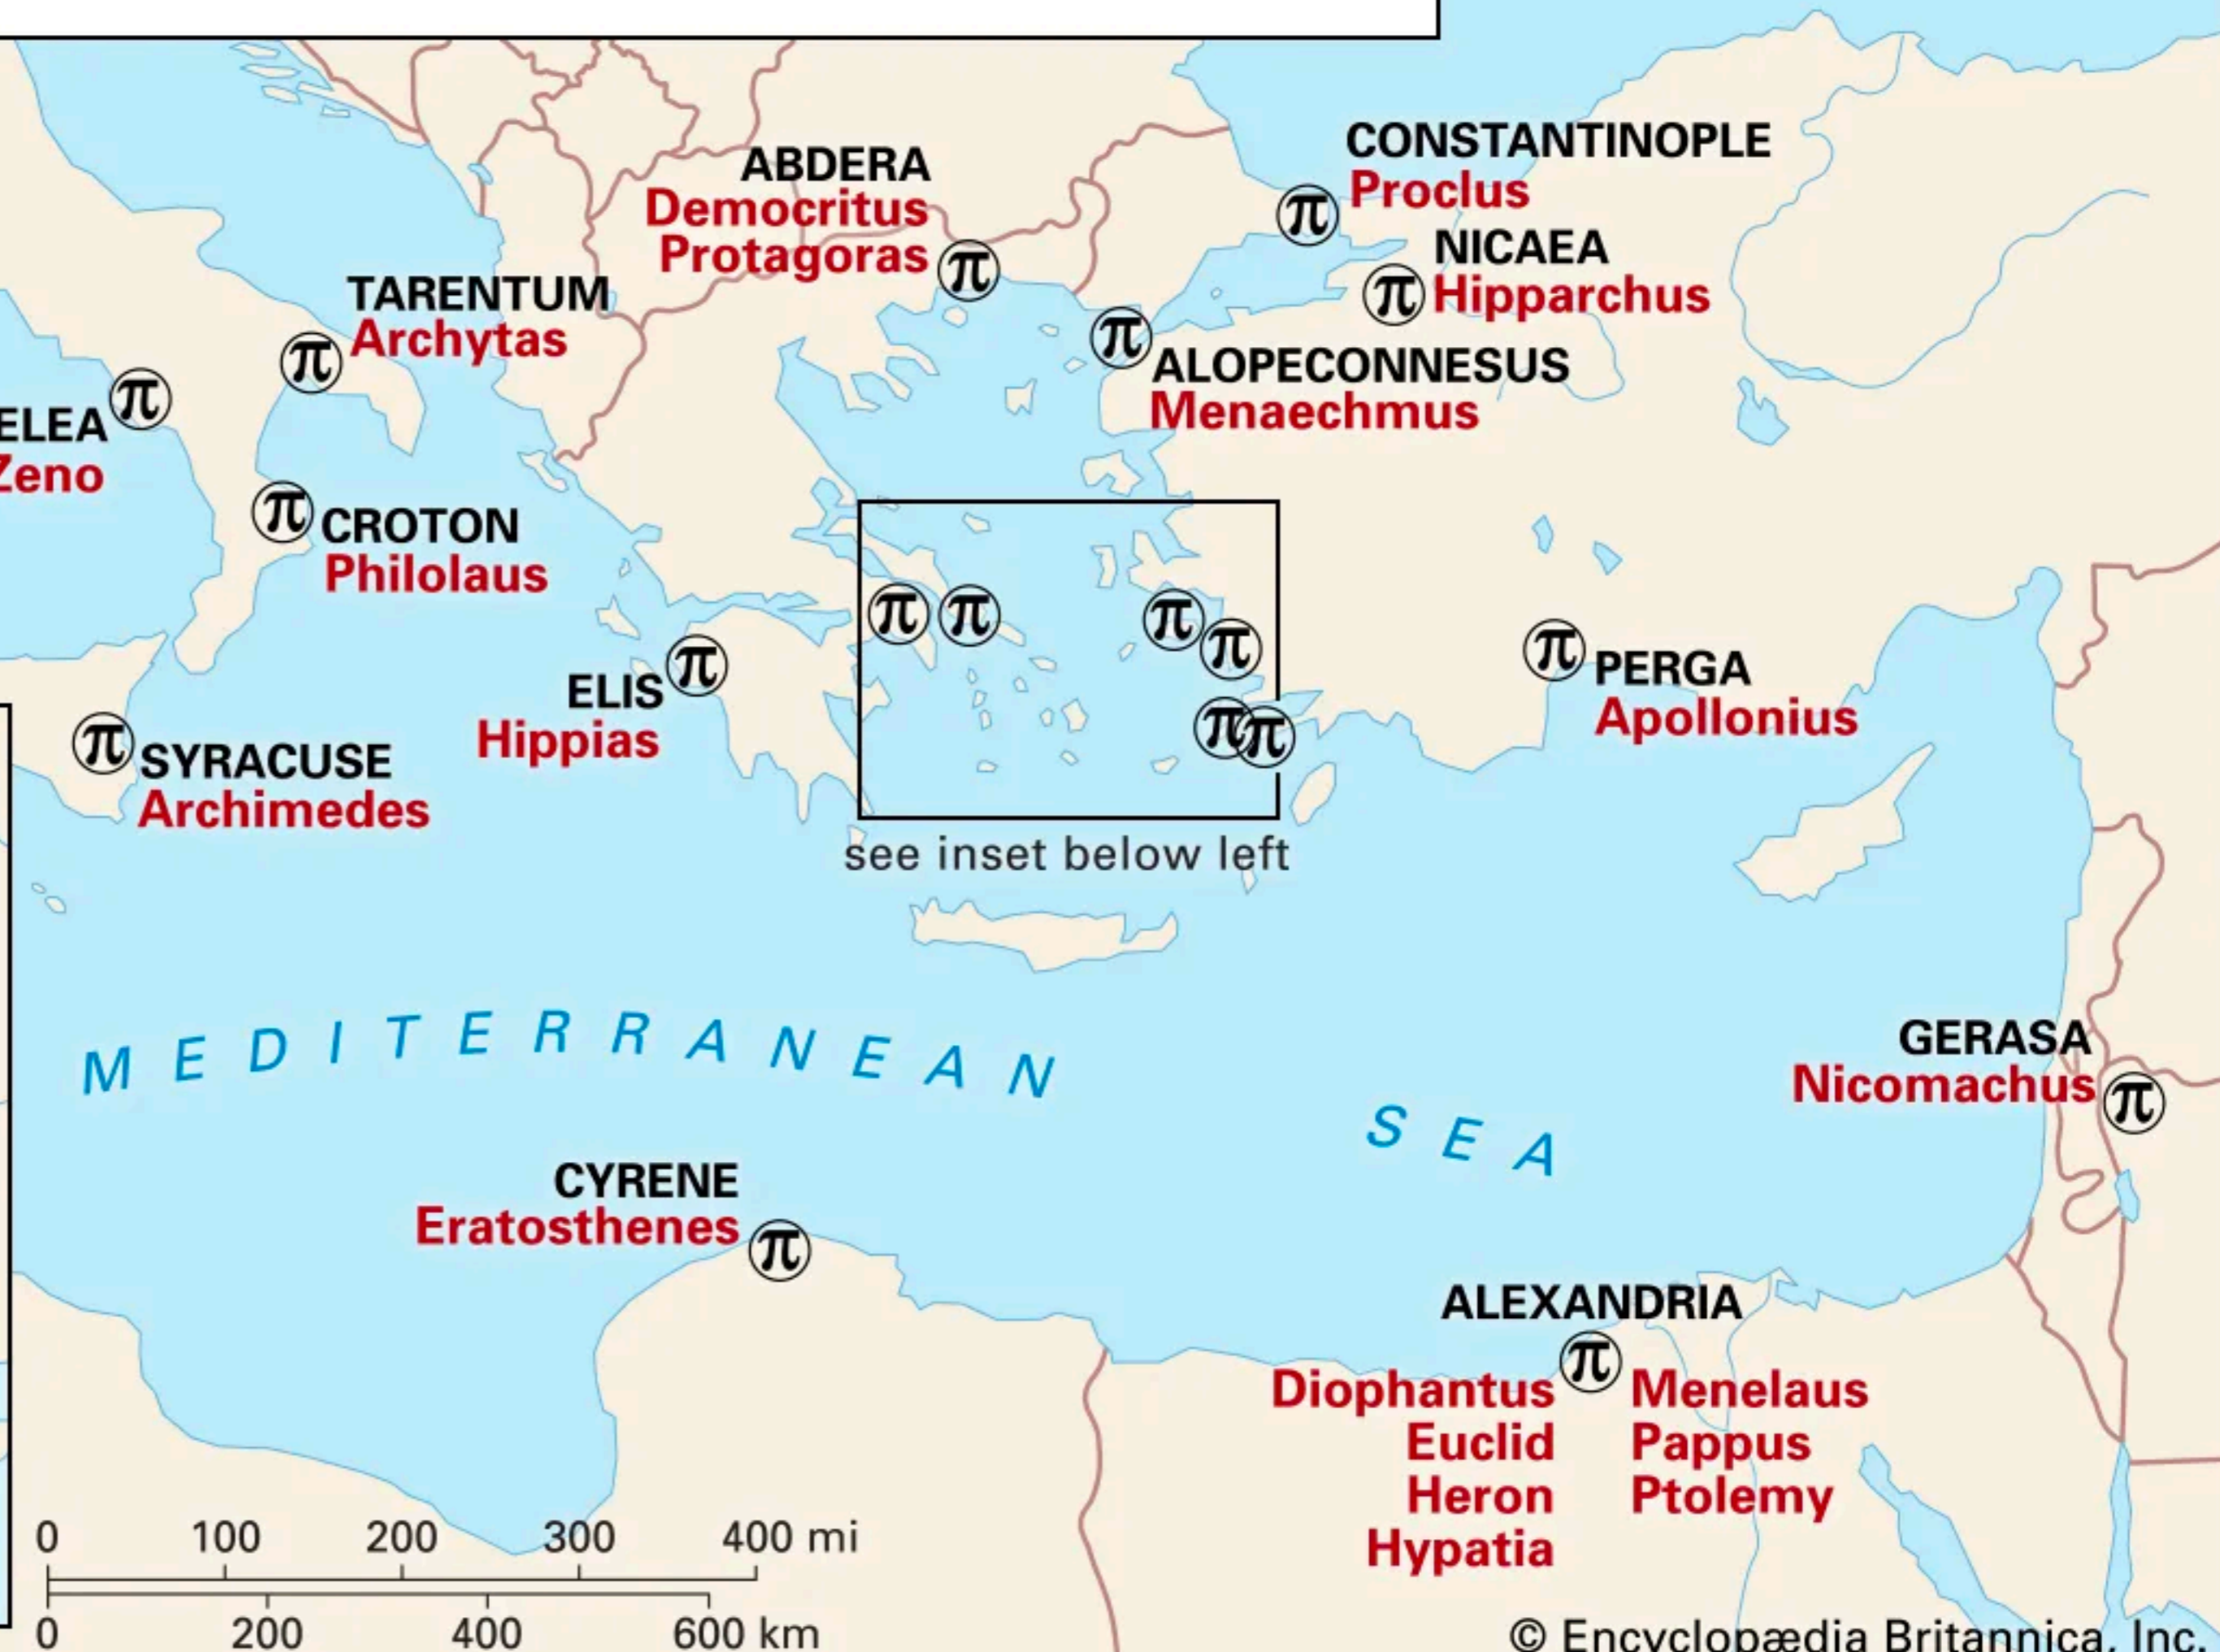 CONSTANTINOPLE
Proclus
ABDERA
Democritus
Protagoras
NICAEA
Hipparchus
TARENTUM
Archytas
ALOPECONNESUS
Menaechmus
ELEA
Zeno
CROTON
Philolaus
π
π
π
π
π
π
π
π
π
π
π
π
π
π
ELIS
Hippias
PERGA
Apollonius
π
π
SYRACUSE
Archimedes
π
see inset below left
MEDITERRANEAN SEA
GERASA
Nicomachus
π
CYRENE
Eratosthenes
π
ALEXANDRIA
π
Diophantus
Euclid
Heron
Hypatia
Menelaus
Pappus
Ptolemy
0 100 200 300 400 mi
0 200 400 600 km
© Encyclopædia Britannica, Inc.